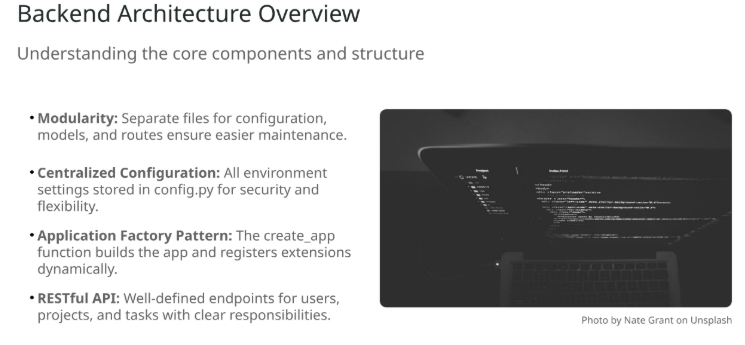 Backend Architecture Overview
Understanding the core components and structure
• Modularity: Separate files for configuration,
models, and routes ensure easier maintenance.
• Centralized Configuration: All environment
settings stored in config.py for security and
flexibility.
• Application Factory Pattern: The create_app
function builds the app and registers extensions
dynamically.
• RESTful API: Well-defined endpoints for users,
projects, and tasks with clear responsibilities.
Photo by Nate Grant on Unsplash